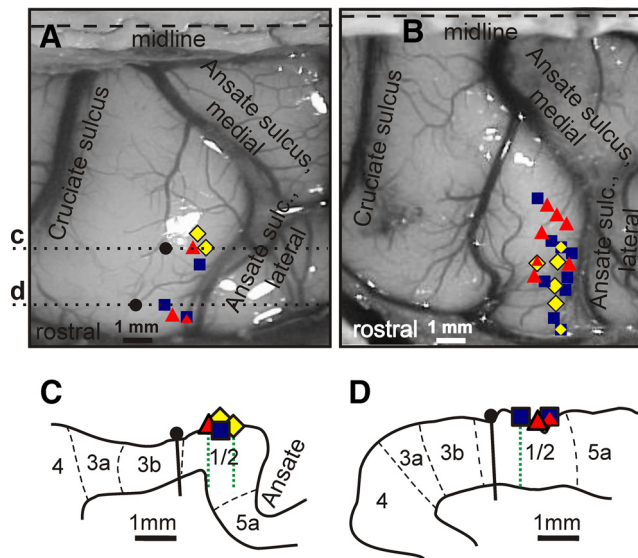 A
midline
Cruciate sulcus
Ansate sulcus,
medial
Ansate sulc.,
lateral
c
d
rostral
1 mm
B
midline
Cruciate sulcus
Ansate sulcus,
medial
Ansate sulc.,
lateral
rostral
1 mm
C
4
3a
3b
1/2
5a
Ansate
1mm
D
4
3a
3b
1/2
5a
1mm